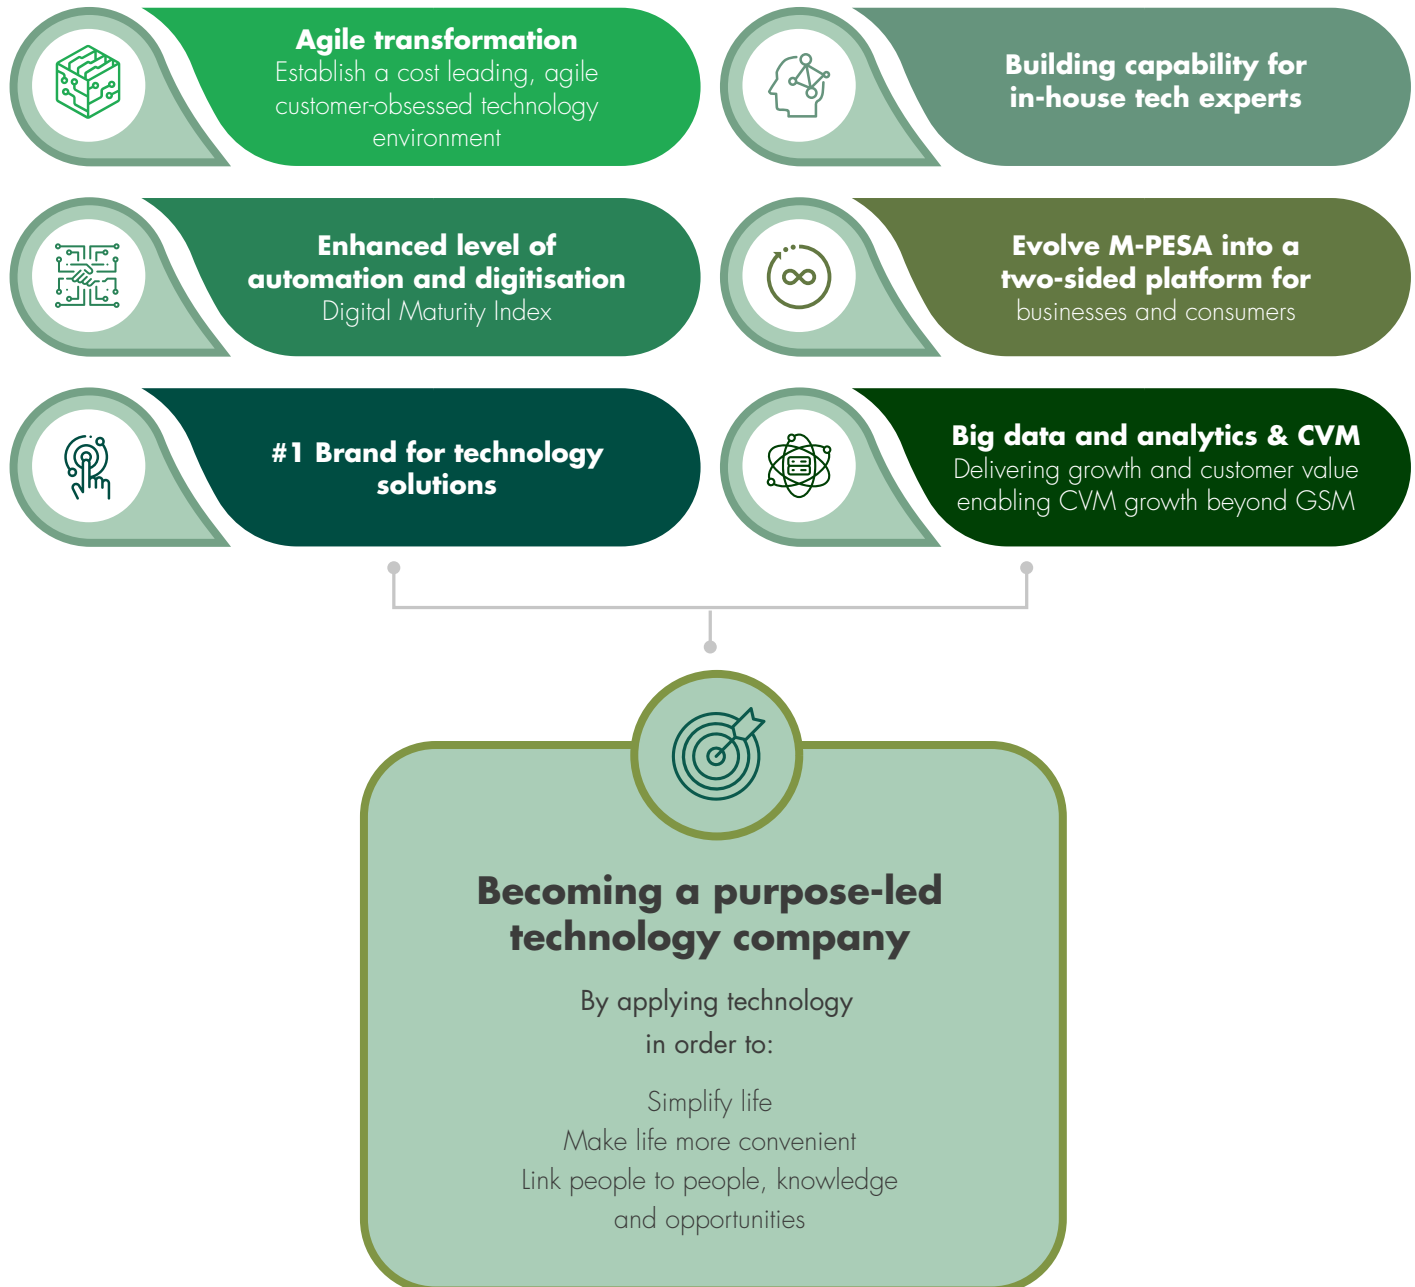 Agile transformation
Establish a cost leading, agile
customer-obsessed technology
environment
Building capability for
in-house tech experts
Enhanced level of
automation and digitisation
Digital Maturity Index
Evolve M-PESA into a
two-sided platform for
businesses and consumers
#1 Brand for technology
solutions
Big data and analytics & CVM
Delivering growth and customer value
enabling CVM growth beyond GSM
Becoming a purpose-led
technology company
By applying technology
in order to:
Simplify life
Make life more convenient
Link people to people, knowledge
and opportunities